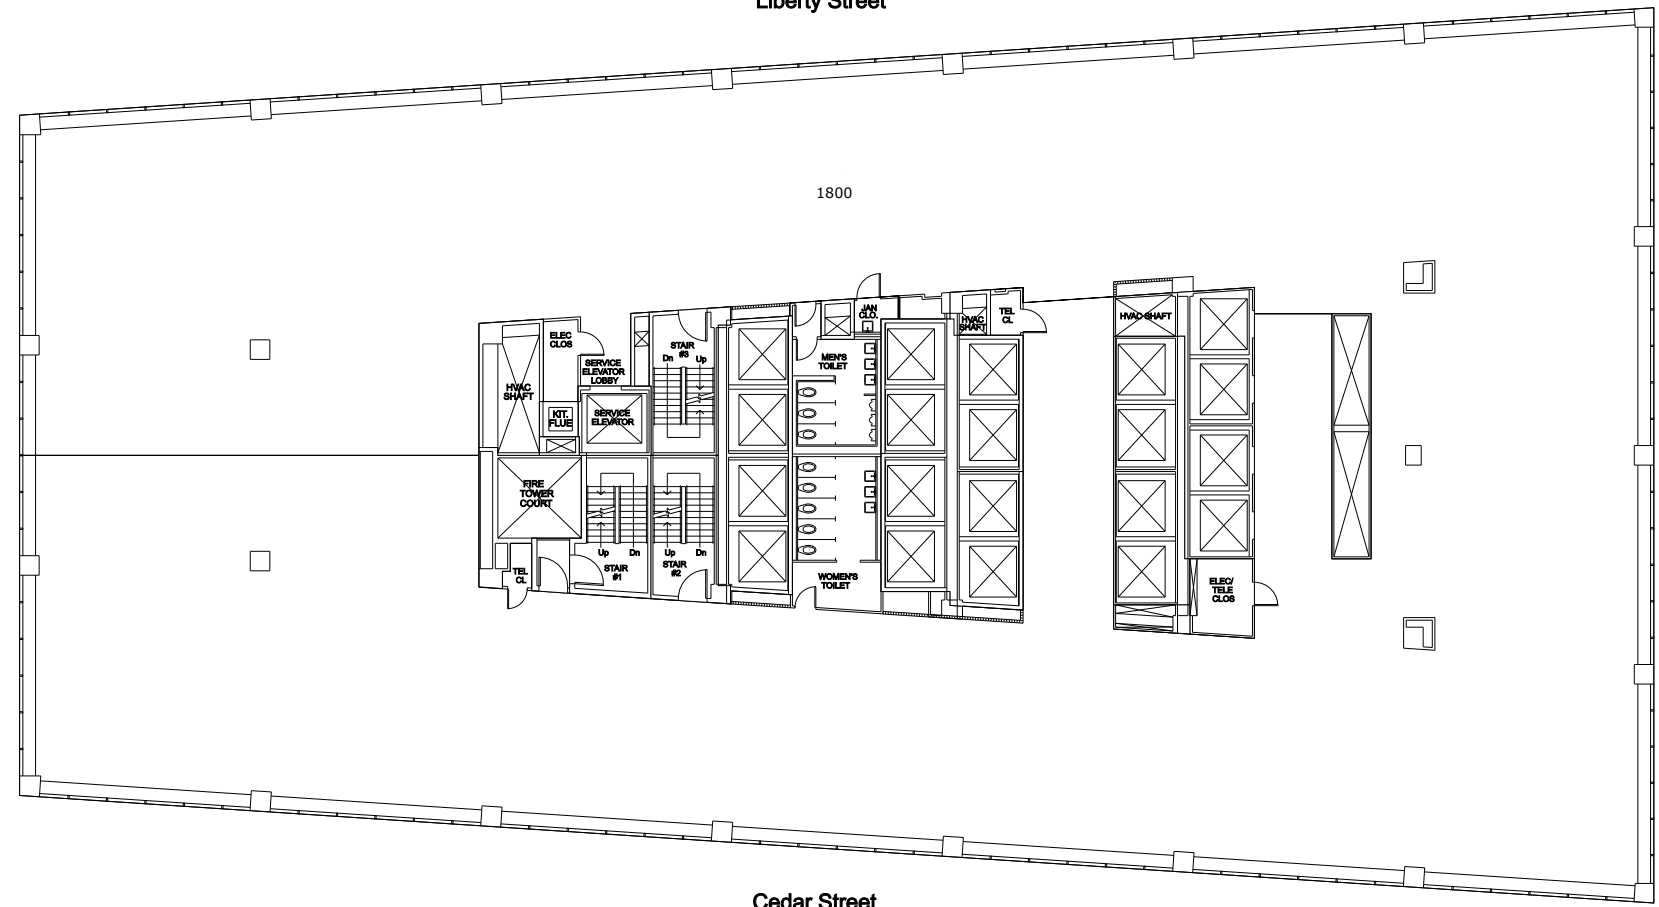 Liberty Street
1800
JAN
CLO.
HVAC
SHAFT
TEL
CL
HVAC SHAFT
ELEC
CLOS
SERVICE
ELEVATOR
LOBBY
STAIR
#3
Dn
Up
MEN'S
TOILET
HVAC
SHAFT
KIT.
FLUE
SERVICE
ELEVATOR
FIRE
TOWER
COURT
Up
Dn
Up
Dn
TEL
CL
STAIR
#1
STAIR
#2
WOMEN'S
TOILET
ELEC/
TELE
CLOS
Cedar Street